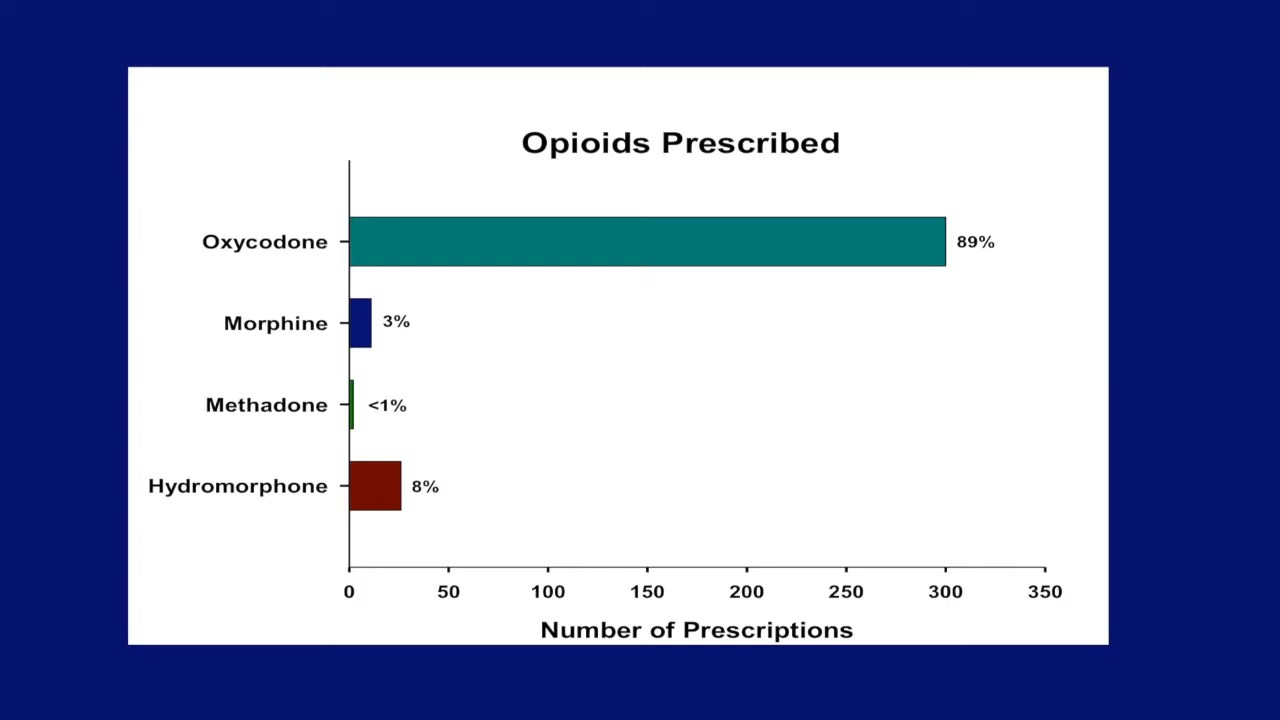 Opioids Prescribed
Oxycodone
89%
Morphine
3%
Methadone
<1%
Hydromorphone
8%
0 50 100 150 200 250 300 350
Number of Prescriptions